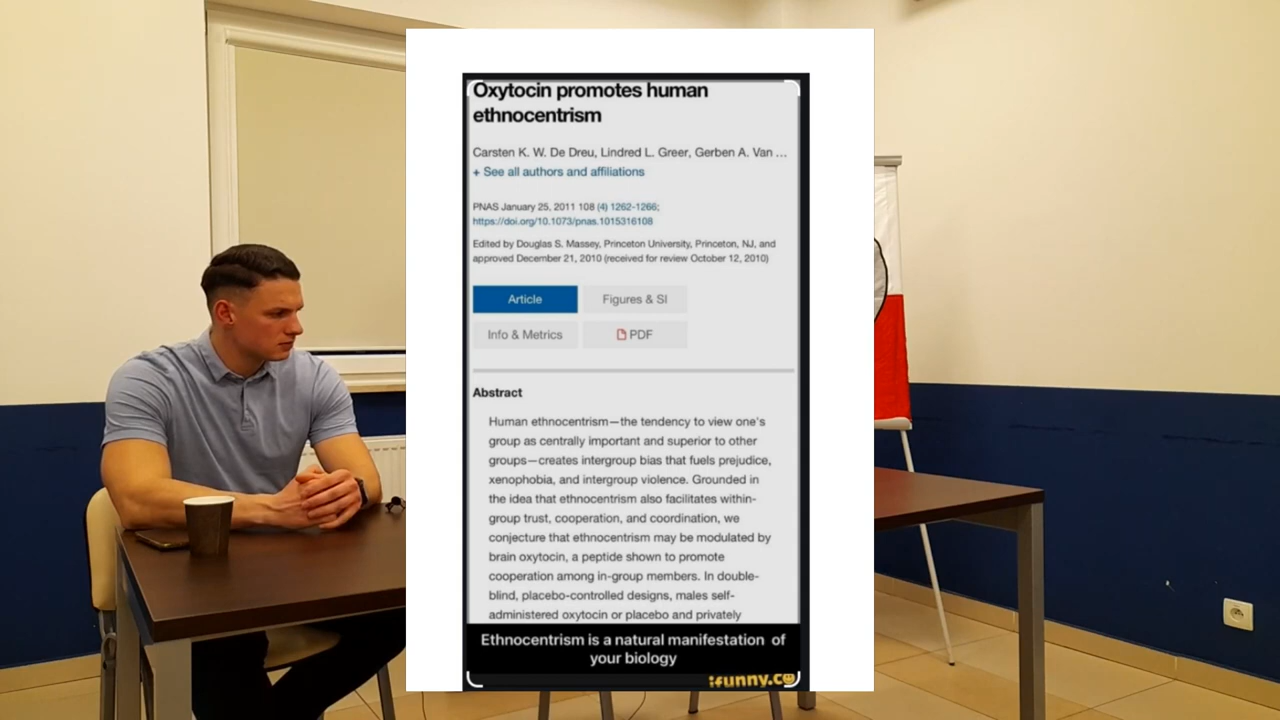 Oxytocin promotes human
ethnocentrism
Carsten K. W. De Dreu, Lindred L. Greer, Gerben A. Van ...
+ See all authors and affiliations
PNAS January 25, 2011 108 (4) 1262-1266;
https://doi.org/10.1073/pnas.1015316108
Edited by Douglas S. Massey, Princeton University, Princeton, NJ, and
approved December 21, 2010 (received for review October 12, 2010)
Article
Figures & SI
Info & Metrics
PDF
Abstract
Human ethnocentrism—the tendency to view one's
group as centrally important and superior to other
groups—creates intergroup bias that fuels prejudice,
xenophobia, and intergroup violence. Grounded in
the idea that ethnocentrism also facilitates within-
group trust, cooperation, and coordination, we
conjecture that ethnocentrism may be modulated by
brain oxytocin, a peptide shown to promote
cooperation among in-group members. In double-
blind, placebo-controlled designs, males self-
administered oxytocin or placebo and privately
Ethnocentrism is a natural manifestation of
your biology
ifunny.co